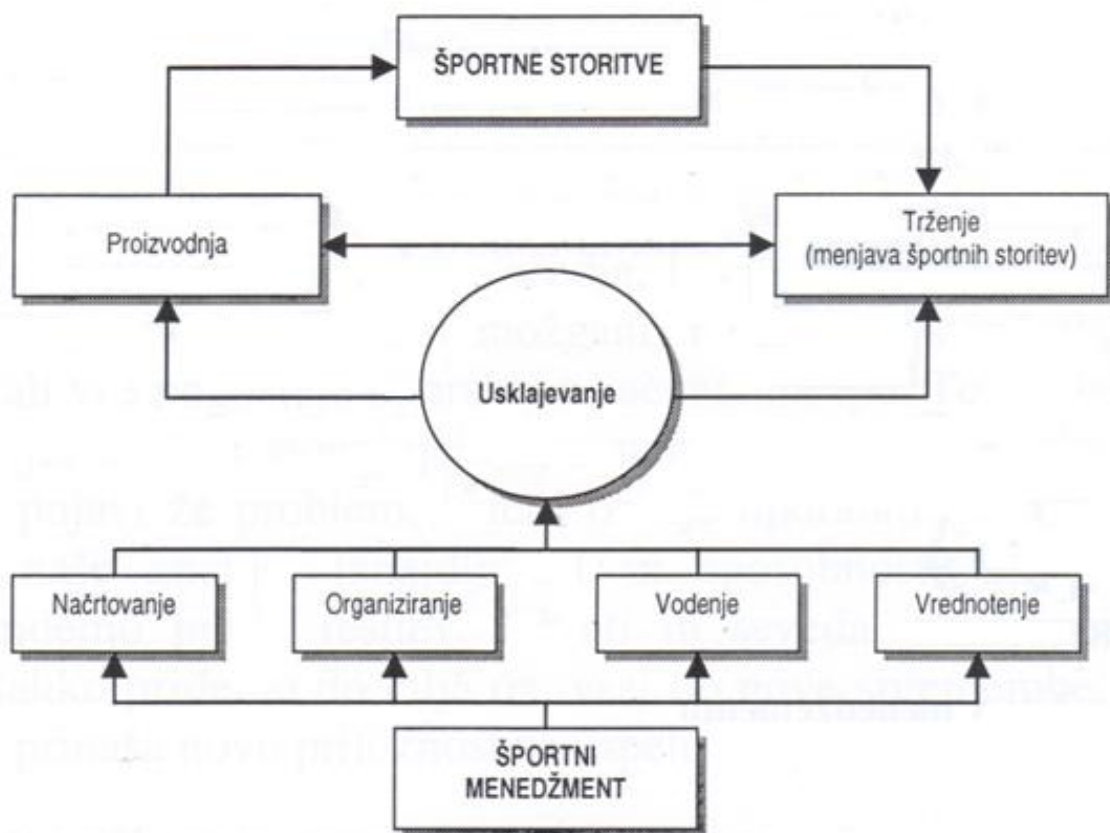 ŠPORTNE STORITVE
Proizvodnja
Trženje
(menjava športnih storitev)
Usklajevanje
Načrtovanje
Organiziranje
Vodenje
Vrednotenje
ŠPORTNI
MENEDŽMENT